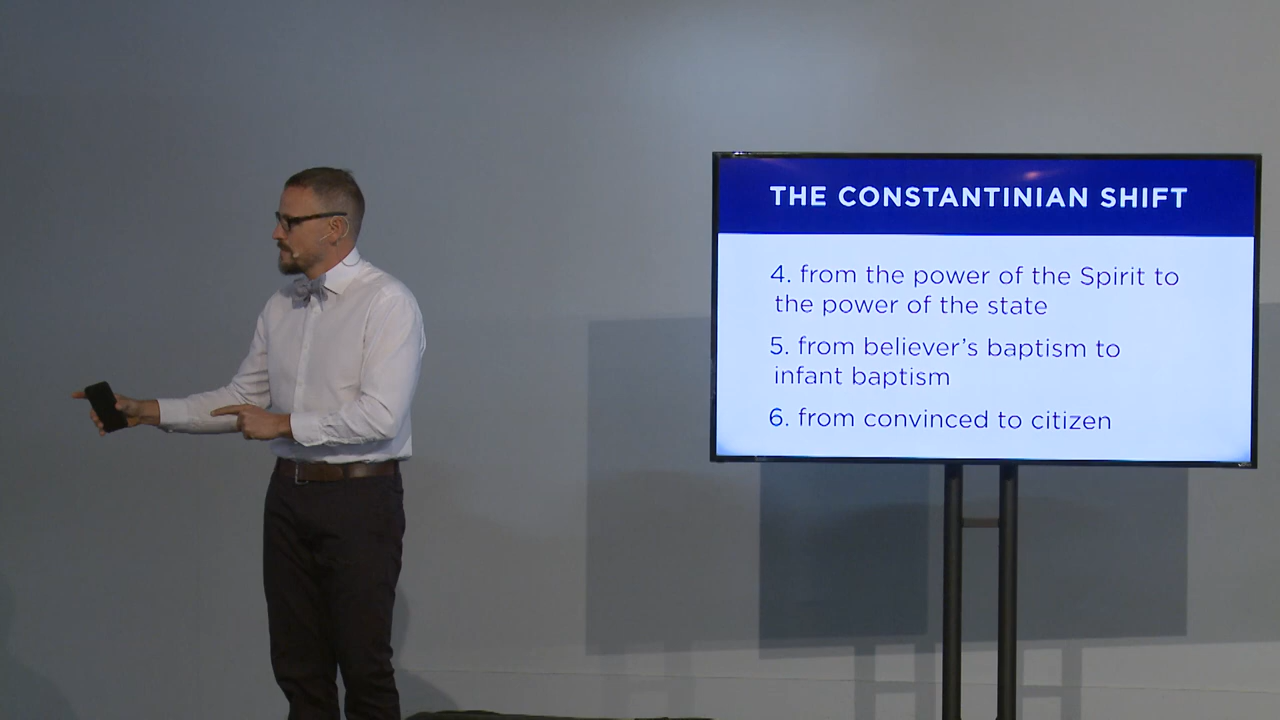 THE CONSTANTINIAN SHIFT
4. from the power of the Spirit to
the power of the state
5. from believer's baptism to
infant baptism
6. from convinced to citizen